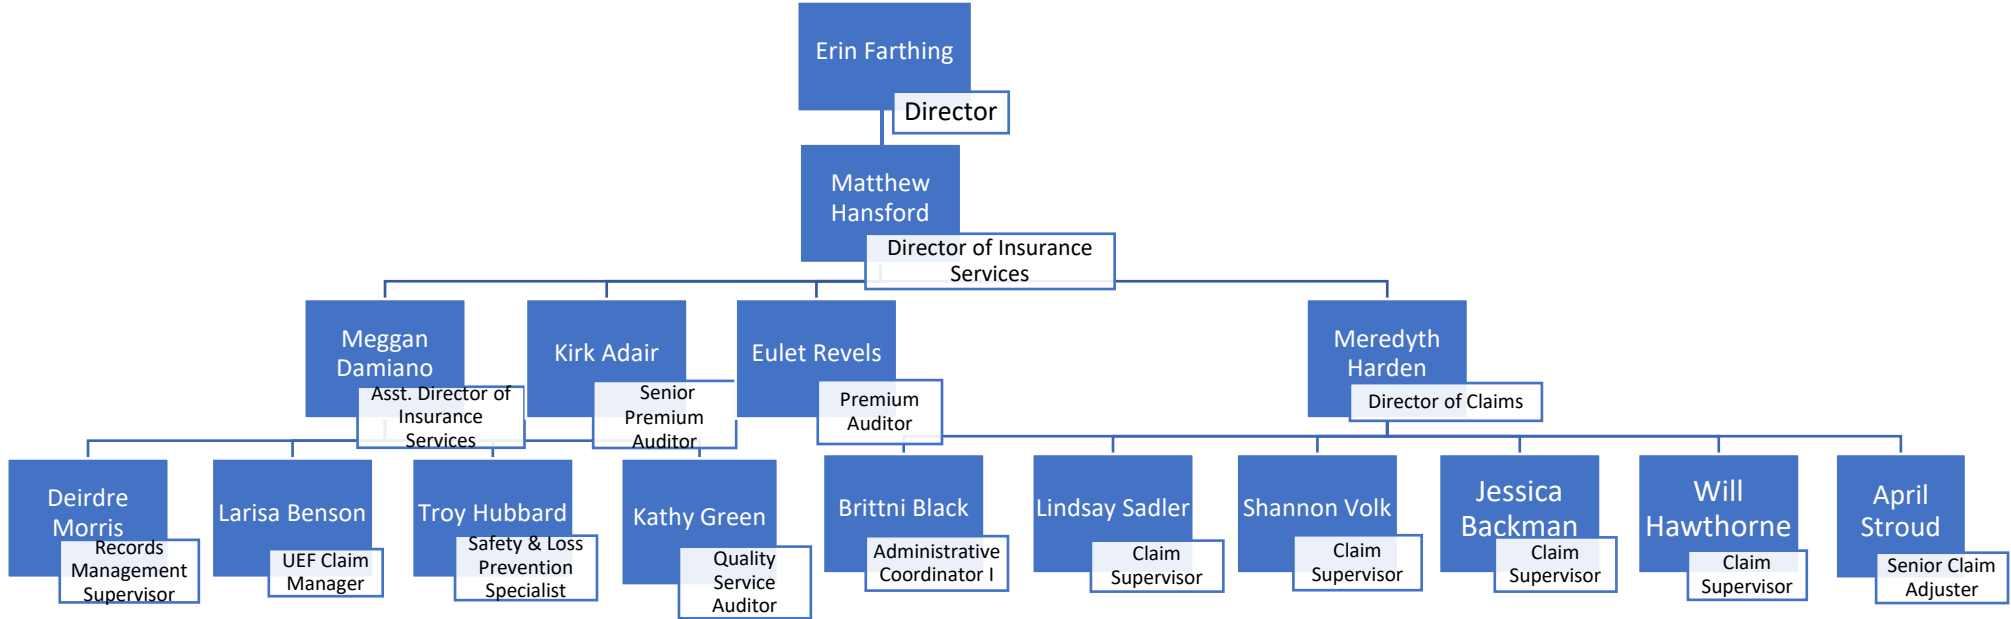 Erin Farthing
Director
Matthew
Hansford
Director of Insurance
Services
Meggan
Damiano
Asst. Director of
Insurance
Services
Kirk Adair
Senior
Premium
Auditor
Eulet Revels
Premium
Auditor
Meredyth
Harden
Director of Claims
Deirdre
Morris
Records
Management
Supervisor
Larisa Benson
UEF Claim
Manager
Troy Hubbard
Safety & Loss
Prevention
Specialist
Kathy Green
Quality
Service
Auditor
Brittni Black
Administrative
Coordinator I
Lindsay Sadler
Claim
Supervisor
Shannon Volk
Claim
Supervisor
Jessica
Backman
Claim
Supervisor
Will
Hawthorne
Claim
Supervisor
April
Stroud
Senior Claim
Adjuster